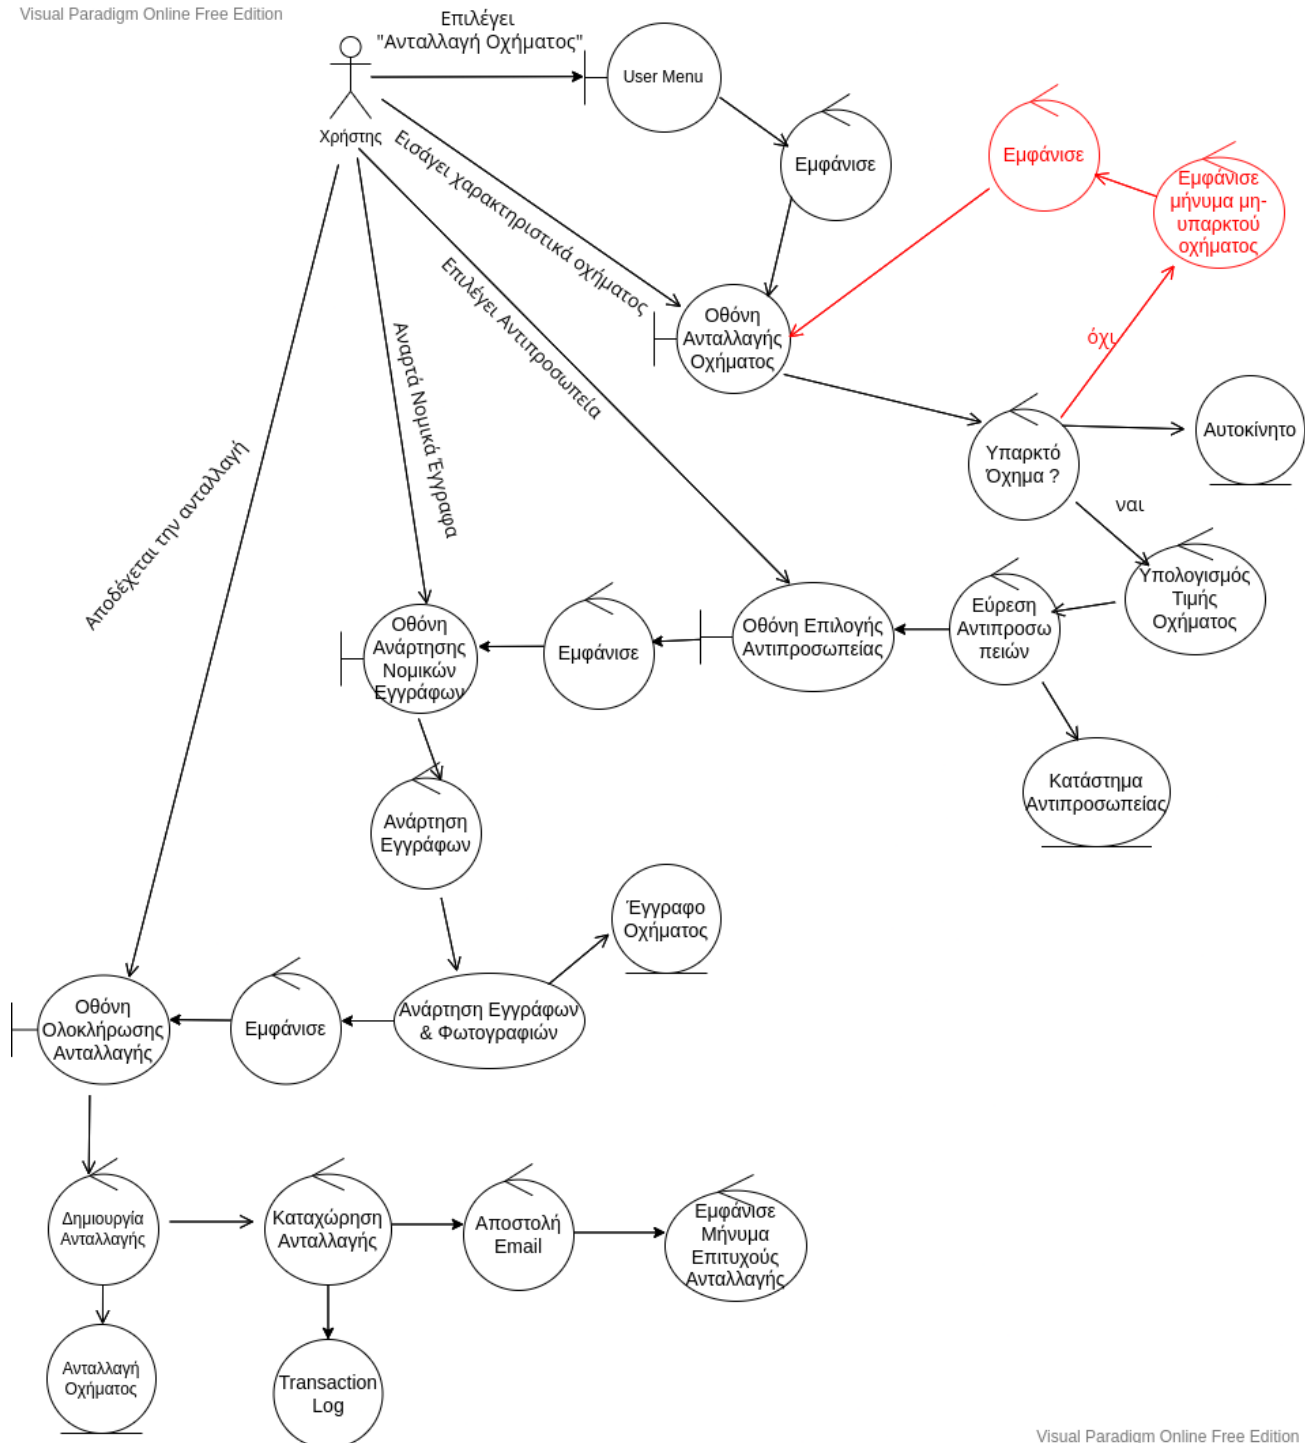 Visual Paradigm Online Free Edition
Επιλέγει
"Ανταλλαγή Οχήματος"
User Menu
Χρήστης
Εμφάνισε
Εμφάνισε
Εμφάνισε
μήνυμα μη-
υπαρκτού
οχήματος
Εισάγει χαρακτηριστικά οχήματος
Επιλέγει Αντιπροσωπεία
Αναρτά Νομικά Έγγραφα
Αποδέχεται την ανταλλαγή
Οθόνη
Ανταλλαγής
Οχήματος
όχι
Αυτοκίνητο
Υπαρκτό
Όχημα ?
ναι
Υπολογισμός
Τιμής
Οχήματος
Εύρεση
Αντιπροσω
πειών
Οθόνη Επιλογής
Αντιπροσωπείας
Εμφάνισε
Οθόνη
Ανάρτησης
Νομικών
Εγγράφων
Κατάστημα
Αντιπροσωπείας
Ανάρτηση
Εγγράφων
Έγγραφο
Οχήματος
Ανάρτηση Εγγράφων
& Φωτογραφιών
Εμφάνισε
Οθόνη
Ολοκλήρωσης
Ανταλλαγής
Δημιουργία
Ανταλλαγής
Καταχώρηση
Ανταλλαγής
Αποστολή
Email
Εμφάνισε
Μήνυμα
Επιτυχούς
Ανταλλαγής
Ανταλλαγή
Οχήματος
Transaction
Log
Visual Paradigm Online Free Edition